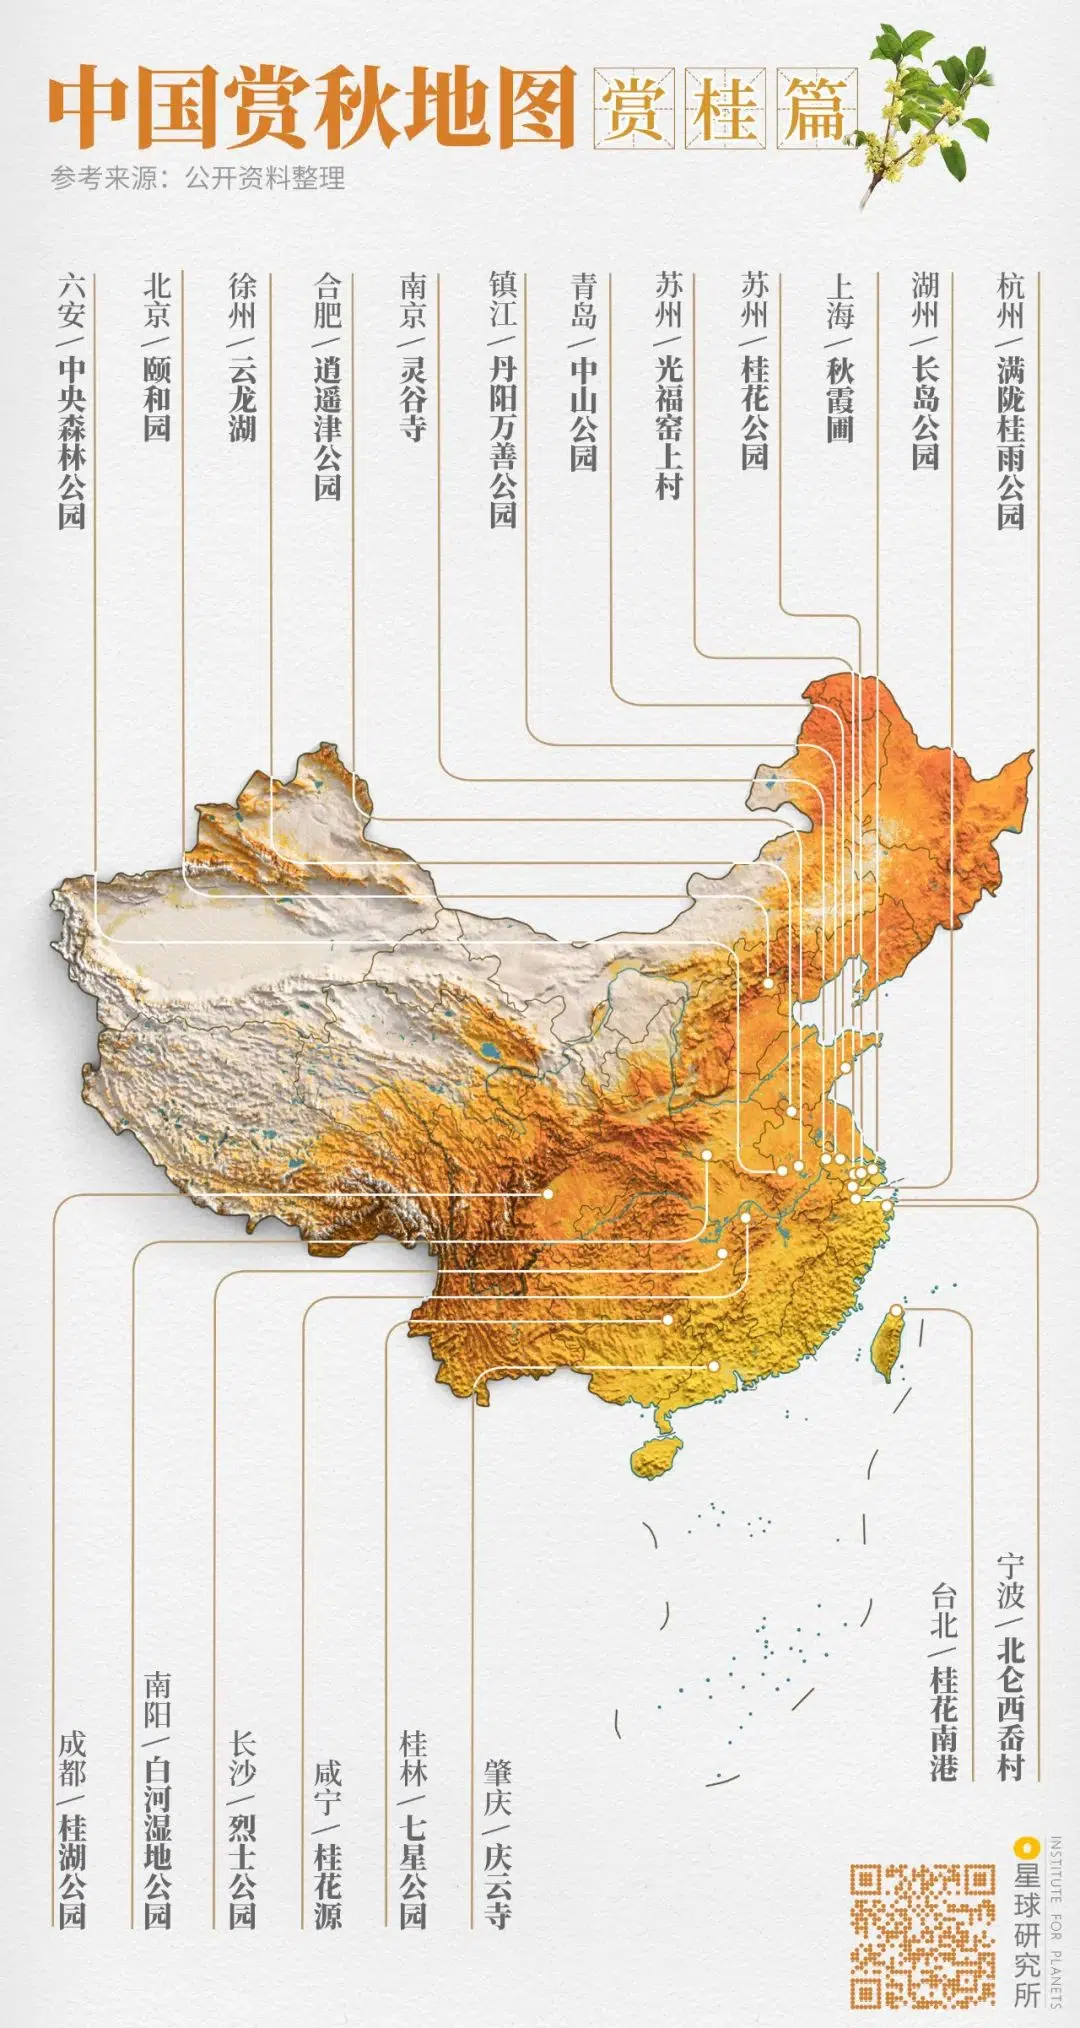 中国赏秋地图 赏桂篇
参考来源：公开资料整理
六安/中央森林公园
北京/颐和园
徐州/云龙湖
合肥/逍遥津公园
南京/灵谷寺
镇江/丹阳万善公园
青岛/中山公园
苏州/光福窑上村
苏州/桂花公园
上海/秋霞圃
湖州/长岛公园
杭州/满陇桂雨公园
成都/桂湖公园
南阳/白河湿地公园
长沙/烈士公园
咸宁/桂花源
桂林/七星公园
肇庆/庆云寺
台北/桂花南港
宁波/北仑西岙村
星球研究所
INSTITUTE FOR PLANETS